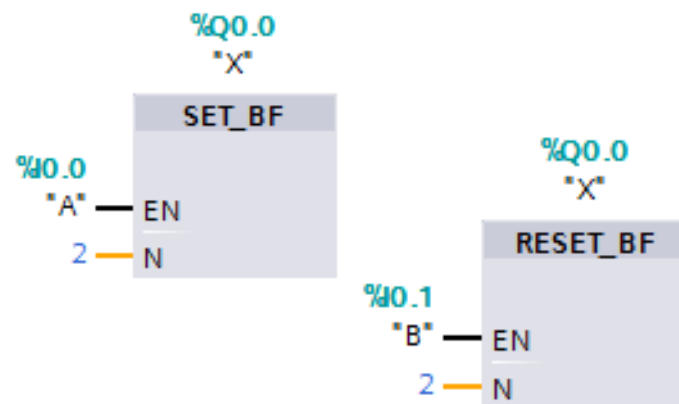 %Q0.0
"X"
SET_BF
%I0.0
"A"
EN
2
N
%Q0.0
"X"
RESET_BF
%I0.1
"B"
EN
2
N